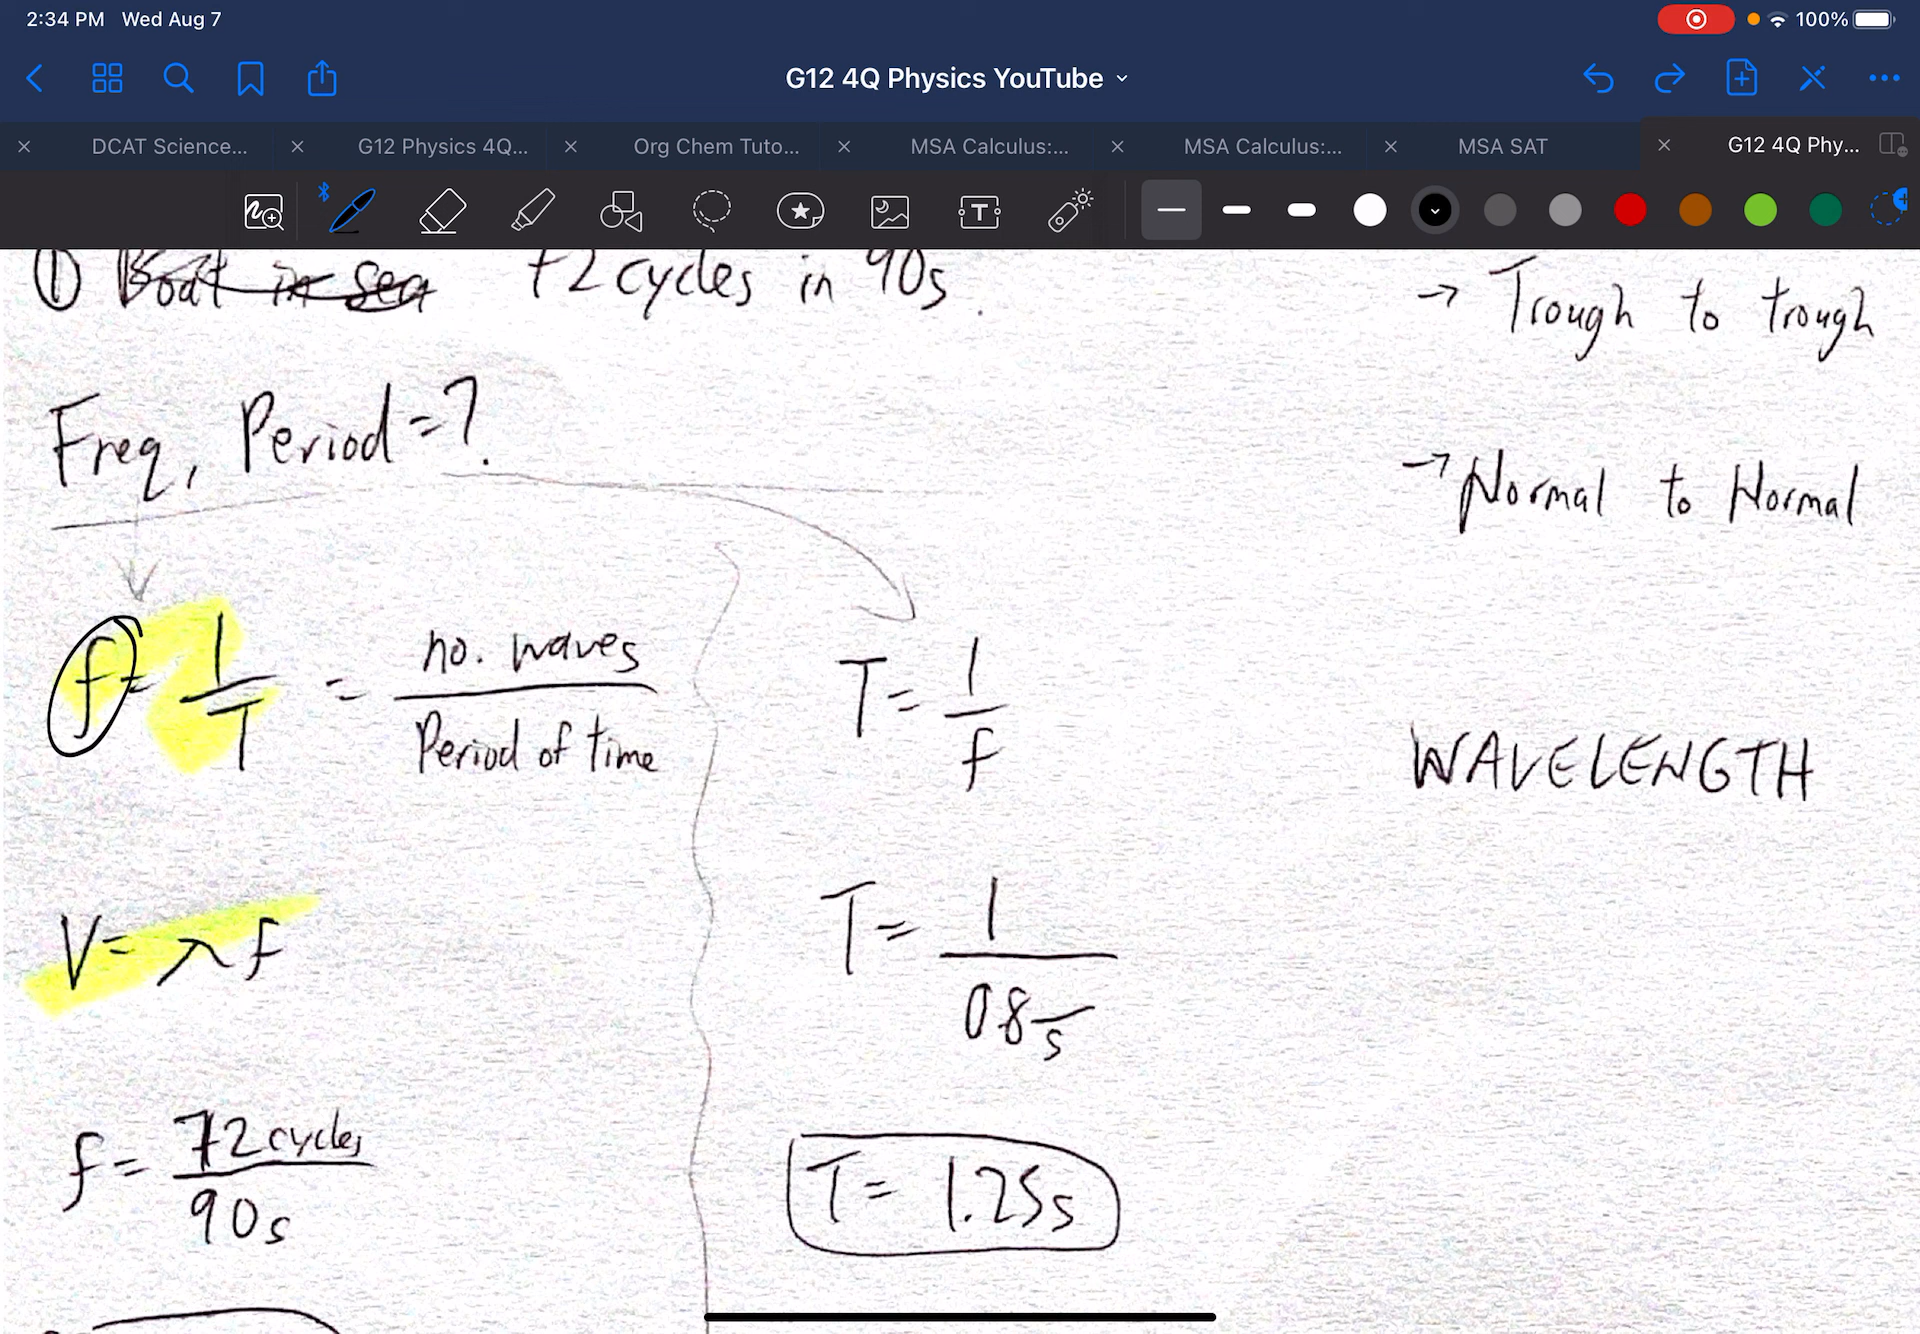 2:34 PM Wed Aug 7
100%
G12 4Q Physics YouTube
DCAT Science...
G12 Physics 4Q...
Org Chem Tuto...
MSA Calculus:...
MSA Calculus:...
MSA SAT
G12 4Q Phy...
① Boat in sea 72 cycles in 90s.
Freq, Period = ?
f = 1/T = no. waves / Period of time
V = λ f
f = 72 cycles / 90s
T = 1/f
T = 1 / 0.8 /s
T = 1.25s
→ Trough to trough
→ Normal to Normal
WAVELENGTH